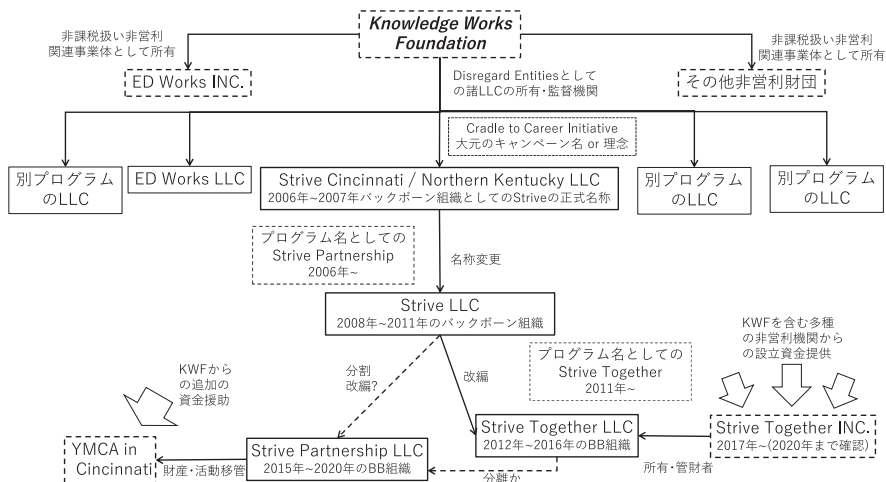 Knowledge Works
Foundation
非課税扱い非営利
関連事業体として所有
非課税扱い非営利
関連事業体として所有
ED Works INC.
Disregard Entitiesとして
の諸LLCの所有・監督機関
その他非営利財団
Cradle to Career Initiative
大元のキャンペーン名 or 理念
別プログラム
のLLC
ED Works LLC
Strive Cincinnati / Northern Kentucky LLC
2006年~2007年バックボーン組織としてのStriveの正式名称
別プログラム
のLLC
別プログラム
のLLC
プログラム名としての
Strive Partnership
2006年~
名称変更
Strive LLC
2008年~2011年のバックボーン組織
KWFを含む多種
の非営利機関から
の設立資金提供
KWFから
の追加の
資金援助
分割
改編?
改編
プログラム名としての
Strive Together
2011年~
Strive Together LLC
2012年~2016年のBB組織
Strive Together INC.
2017年~(2020年まで確認)
YMCA in
Cincinnati
財産・活動移管
Strive Partnership LLC
2015年~2020年のBB組織
分離か
所有・管財者